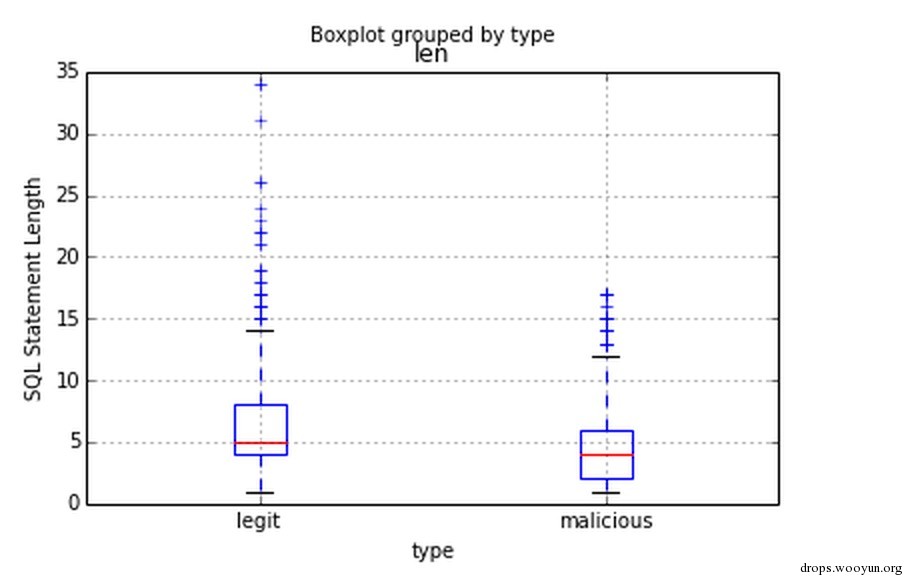 Boxplot grouped by type
len
35
30
25
20
15
10
5
0
SQL Statement Length
legit malicious
type
drops.wooyun.org